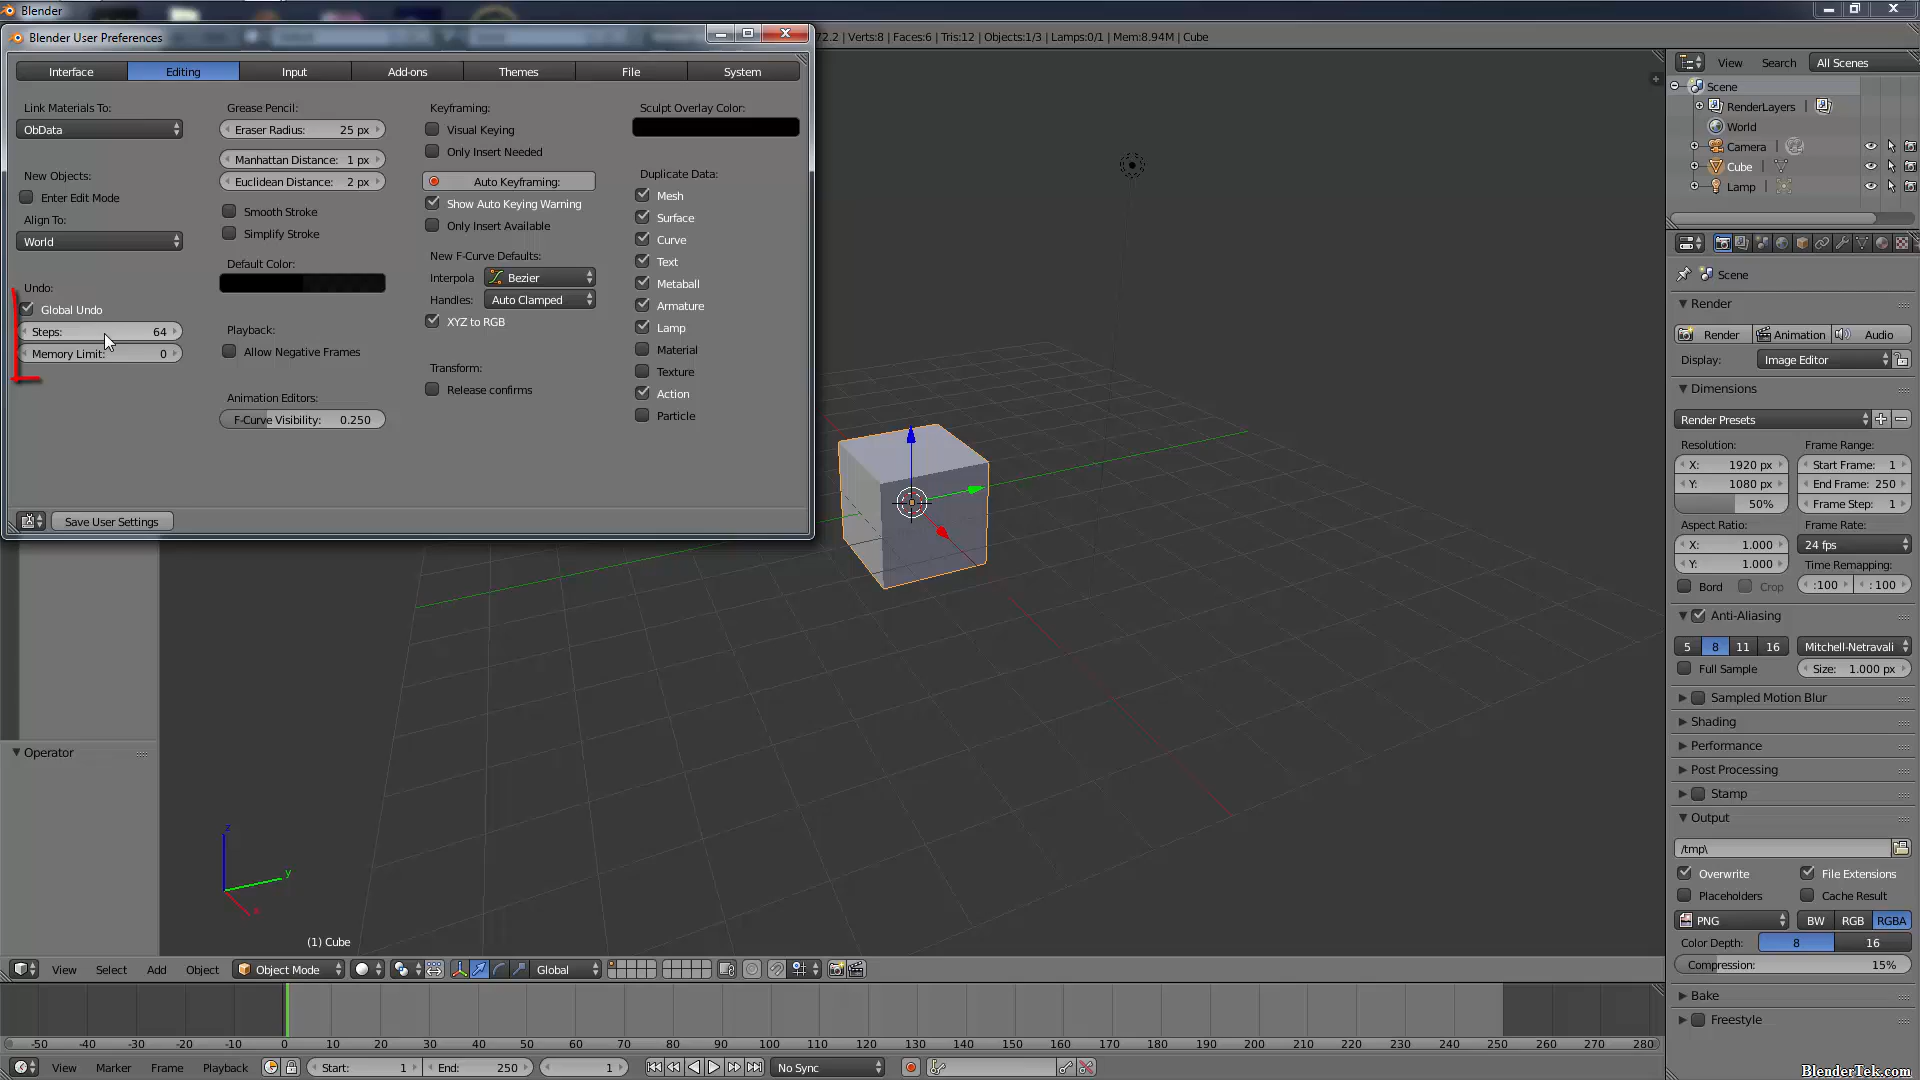 Blender
Blender User Preferences
72.2 | Verts:8 | Faces:6 | Tris:12 | Objects:1/3 | Lamps:0/1 | Mem:8.94M | Cube
Interface
Editing
Input
Add-ons
Themes
File
System
Link Materials To:
ObData
New Objects:
Enter Edit Mode
Align To:
World
Undo:
Global Undo
Steps: 64
Memory Limit: 0
Grease Pencil:
Eraser Radius: 25 px
Manhattan Distance: 1 px
Euclidean Distance: 2 px
Smooth Stroke
Simplify Stroke
Default Color:
Playback:
Allow Negative Frames
Animation Editors:
F-Curve Visibility: 0.250
Keyframing:
Visual Keying
Only Insert Needed
Auto Keyframing:
Show Auto Keying Warning
Only Insert Available
New F-Curve Defaults:
Interpola Bezier
Handles: Auto Clamped
XYZ to RGB
Transform:
Release confirms
Sculpt Overlay Color:
Duplicate Data:
Mesh
Surface
Curve
Text
Metaball
Armature
Lamp
Material
Texture
Action
Particle
Save User Settings
Operator
z
y
x
(1) Cube
View Select Add Object Object Mode Global
-50 -40 -30 -20 -10 0 10 20 30 40 50 60 70 80 90 100 110 120 130 140 150 160 170 180 190 200 210 220 230 240 250 260 270 280
View Marker Frame Playback Start: 1 End: 250 1 No Sync
View Search All Scenes
Scene
RenderLayers
World
Camera
Cube
Lamp
Scene
Render
Render Animation Audio
Display: Image Editor
Dimensions
Render Presets
Resolution: Frame Range:
X: 1920 px Start Frame: 1
Y: 1080 px End Frame: 250
50% Frame Step: 1
Aspect Ratio: Frame Rate:
X: 1.000 24 fps
Y: 1.000 Time Remapping:
Bord Crop :100 : 100
Anti-Aliasing
5 8 11 16 Mitchell-Netravali
Full Sample Size: 1.000 px
Sampled Motion Blur
Shading
Performance
Post Processing
Stamp
Output
/tmp\
Overwrite File Extensions
Placeholders Cache Result
PNG BW RGB RGBA
Color Depth: 8 16
Compression: 15%
Bake
Freestyle
BlenderTek.com